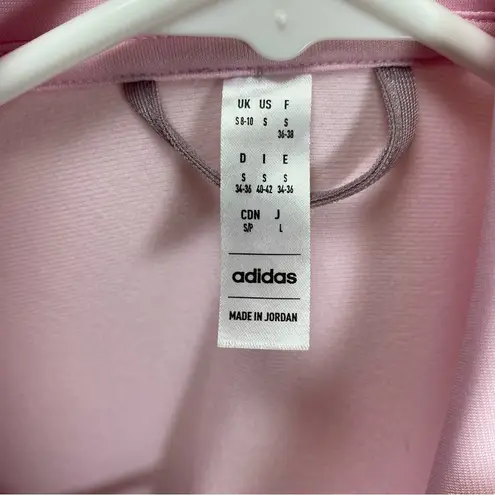 UK US F
S 8-10 S S
36-38
D I E
S S S
34-36 40-42 34-36
CDN J
S/P L
adidas
MADE IN JORDAN